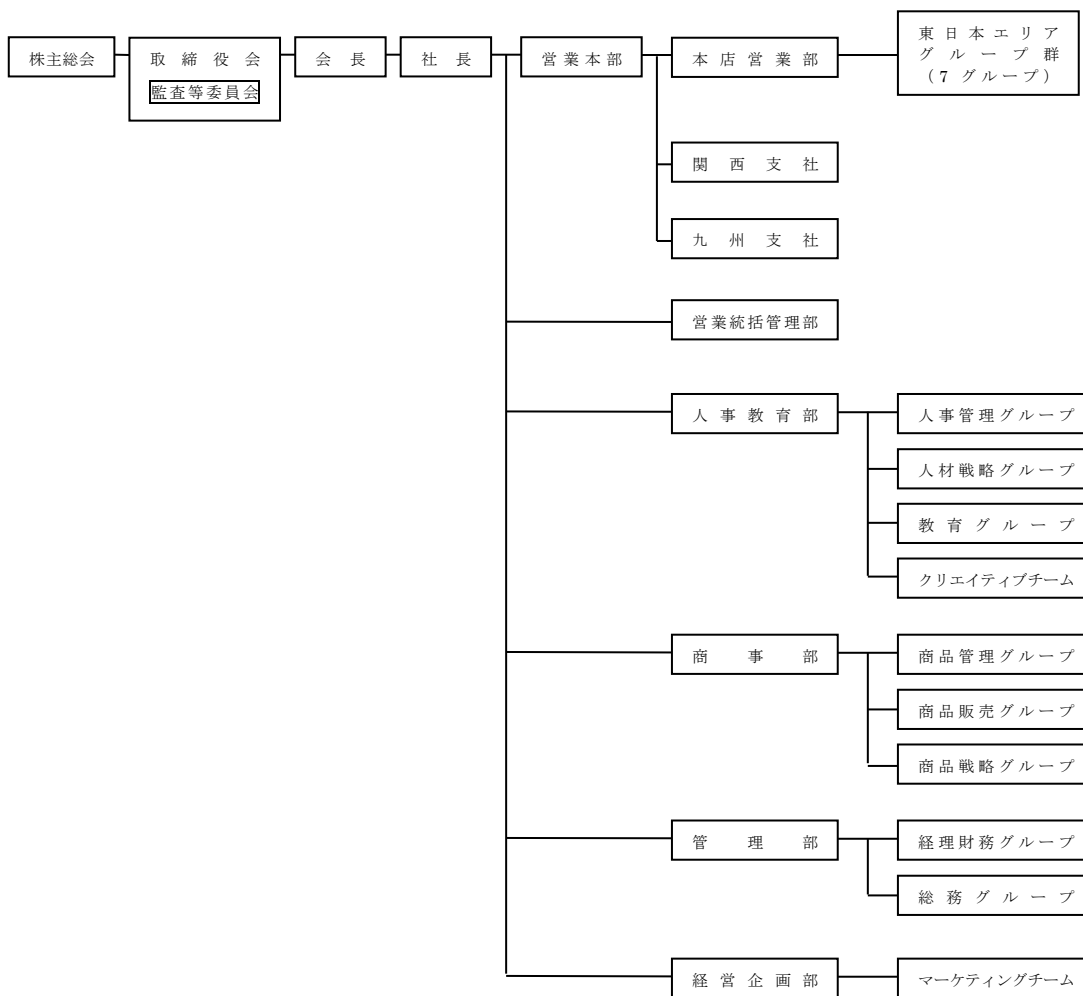 株主総会
取締役会
監査等委員会
会長
社長
営業本部
本店営業部
東日本エリア
グループ群
（7 グループ）
関西支社
九州支社
営業統括管理部
人事教育部
人事管理グループ
人材戦略グループ
教育グループ
クリエイティブチーム
商事部
商品管理グループ
商品販売グループ
商品戦略グループ
管理部
経理財務グループ
総務グループ
経営企画部
マーケティングチーム